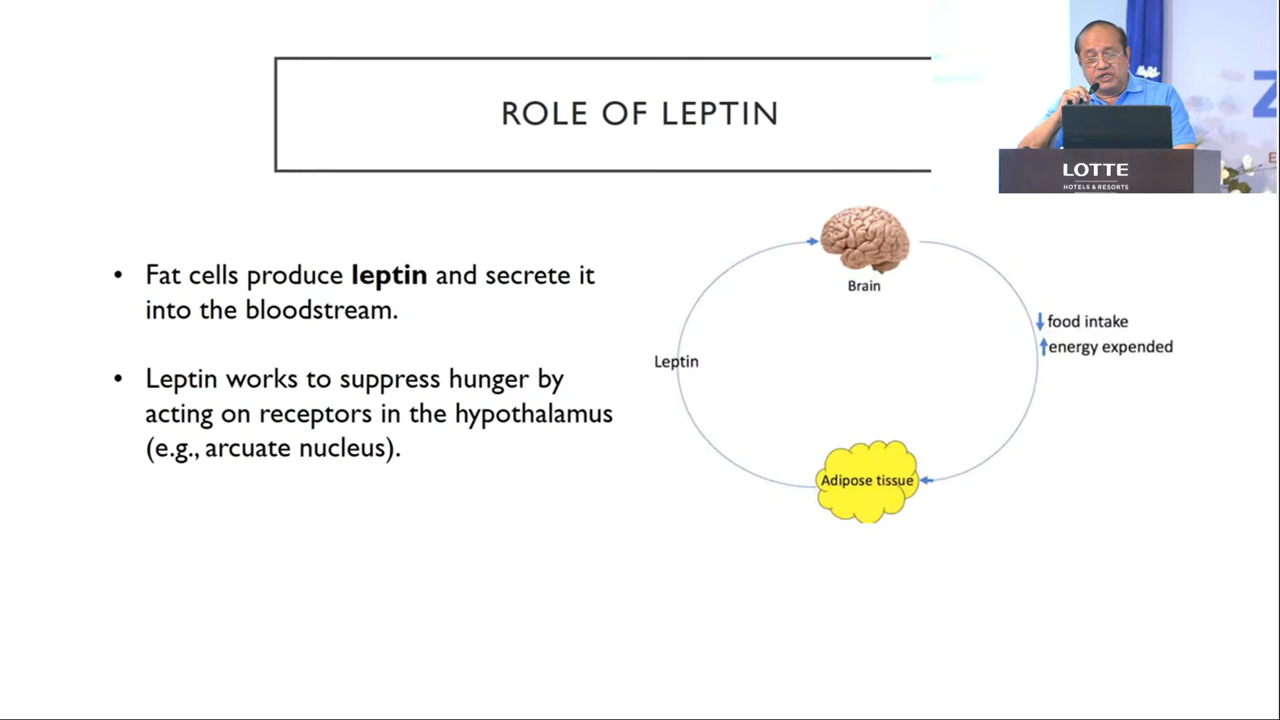 ROLE OF LEPTIN
LOTTE
HOTELS & RESORTS
Z
E
• Fat cells produce leptin and secrete it
into the bloodstream.
• Leptin works to suppress hunger by
acting on receptors in the hypothalamus
(e.g., arcuate nucleus).
Brain
food intake
energy expended
Leptin
Adipose tissue